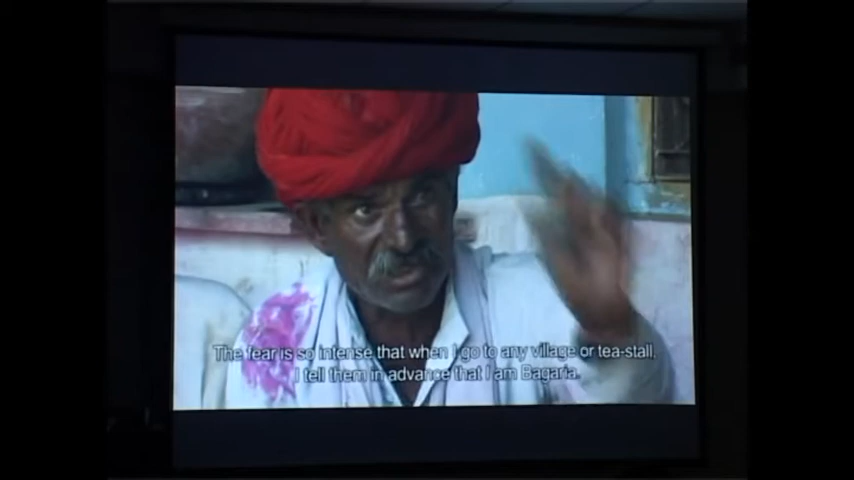 The fear is so intense that when I go to any village or tea-stall,
I tell them in advance that I am Bagaria.